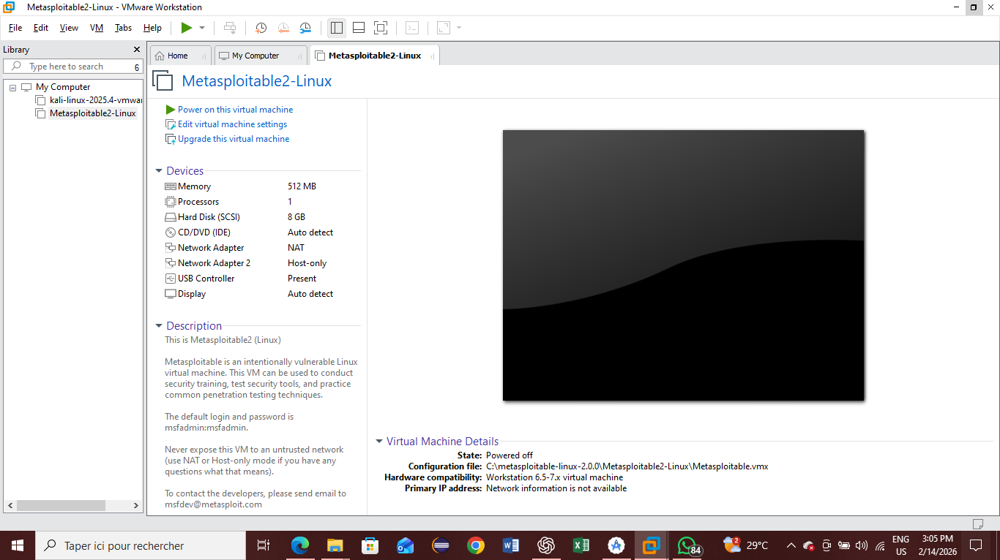 Metasploitable2-Linux - VMware Workstation
File Edit View VM Tabs Help
Library
Type here to search 6
My Computer
kali-linux-2025.4-vmwar
Metasploitable2-Linux
Home My Computer Metasploitable2-Linux
Metasploitable2-Linux
Power on this virtual machine
Edit virtual machine settings
Upgrade this virtual machine
Devices
Memory 512 MB
Processors 1
Hard Disk (SCSI) 8 GB
CD/DVD (IDE) Auto detect
Network Adapter NAT
Network Adapter 2 Host-only
USB Controller Present
Display Auto detect
Description
This is Metasploitable2 (Linux)
Metasploitable is an intentionally vulnerable Linux
virtual machine. This VM can be used to conduct
security training, test security tools, and practice
common penetration testing techniques.
The default login and password is
msfadmin:msfadmin.
Never expose this VM to an untrusted network
(use NAT or Host-only mode if you have any
questions what that means).
To contact the developers, please send email to
msfdev@metasploit.com
Virtual Machine Details
State: Powered off
Configuration file: C:\metasploitable-linux-2.0.0\Metasploitable2-Linux\Metasploitable.vmx
Hardware compatibility: Workstation 6.5-7.x virtual machine
Primary IP address: Network information is not available
Taper ici pour rechercher
84
2
29°C
ENG
US
3:05 PM
2/14/2026